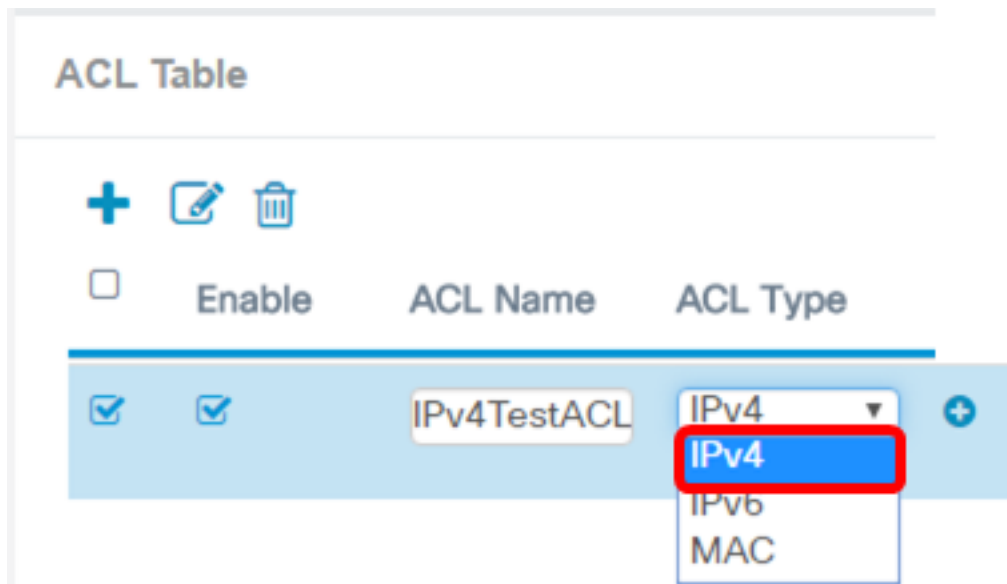 ACL Table
Enable ACL Name ACL Type
IPv4TestACL IPv4
IPv4
IPv6
MAC